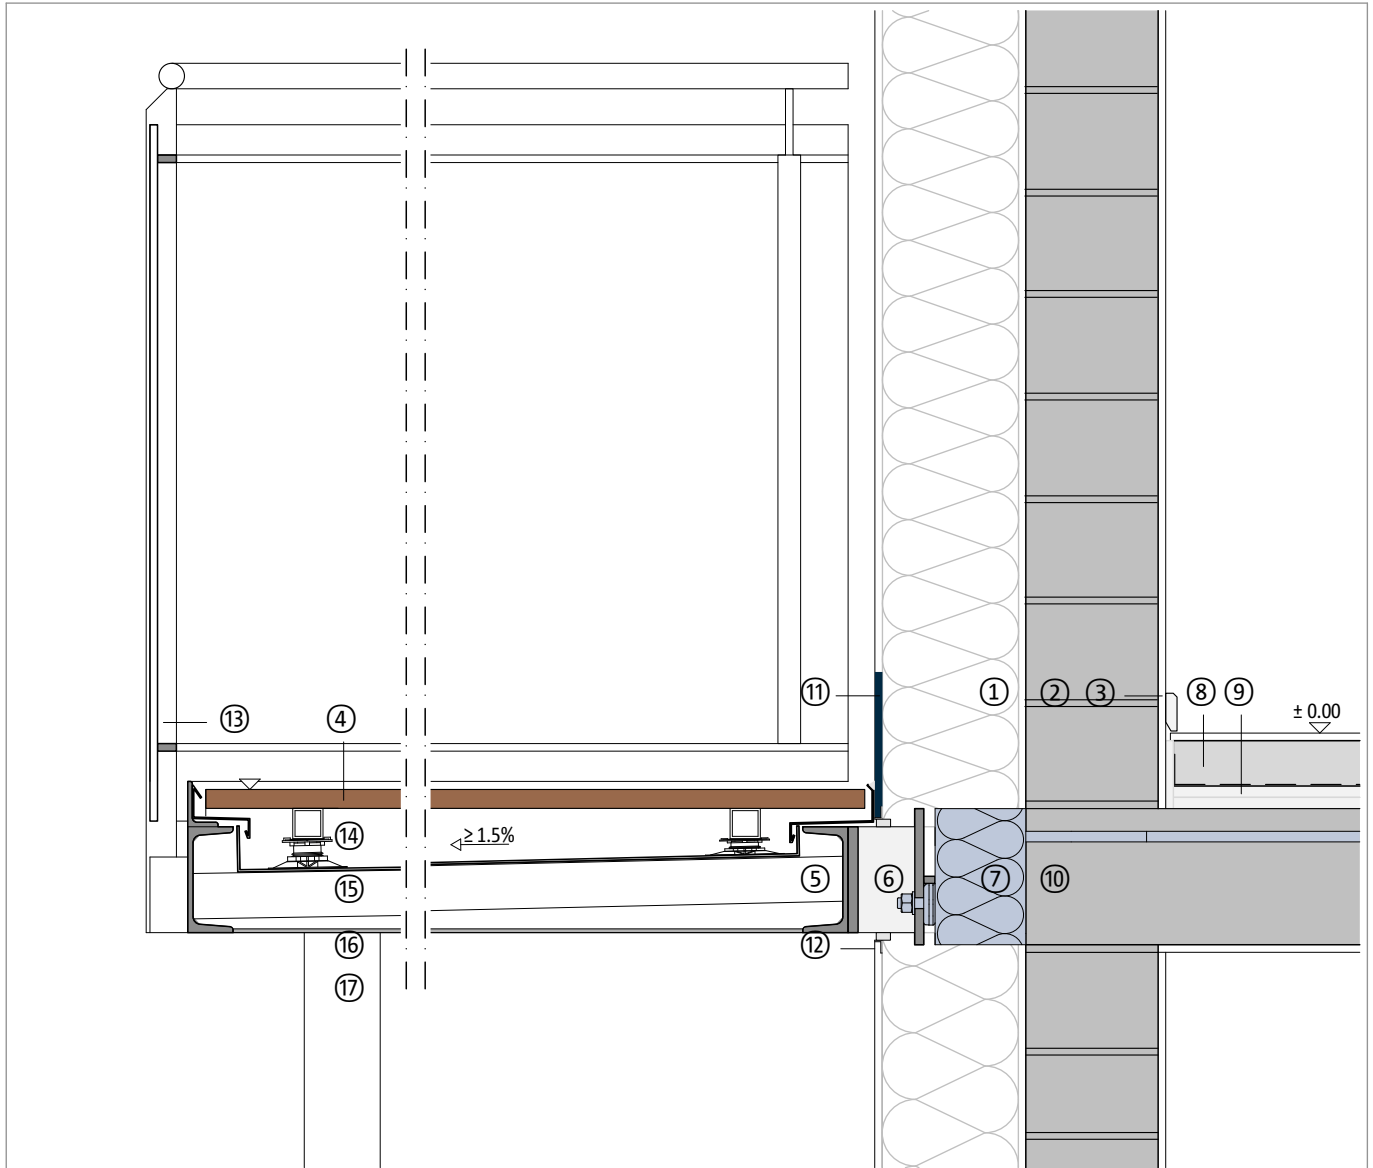 ⑪ ① ② ③ ⑧ ⑨
± 0.00
⑬ ④
⑭ ≥ 1.5%
⑮ ⑤ ⑥ ⑦ ⑩
⑯ ⑫
⑰